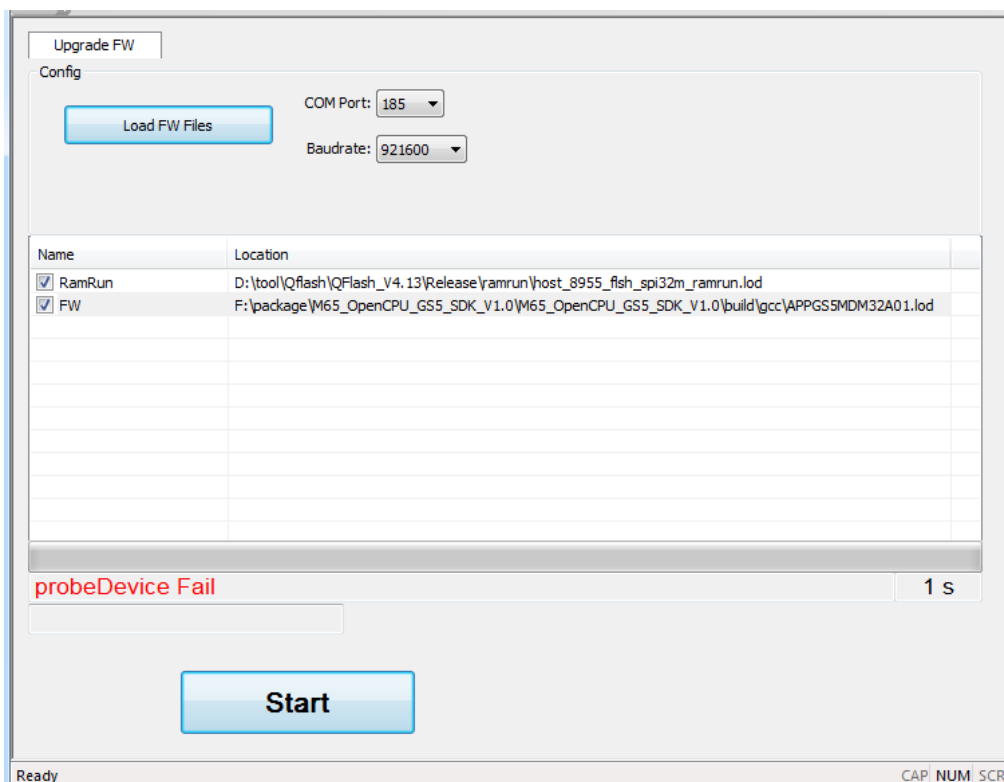 Upgrade FW
Config
Load FW Files
COM Port: 185
Baudrate: 921600
Name Location
RamRun D:\tool\Qflash\QFlash_V4.13\Release\ramrun\host_8955_flsh_spi32m_ramrun.lod
FW F:\package\M65_OpenCPU_GS5_SDK_V1.0\M65_OpenCPU_GS5_SDK_V1.0\build\gcc\APPGS5MDM32A01.lod
probeDevice Fail 1 s
Start
Ready CAP NUM SCR